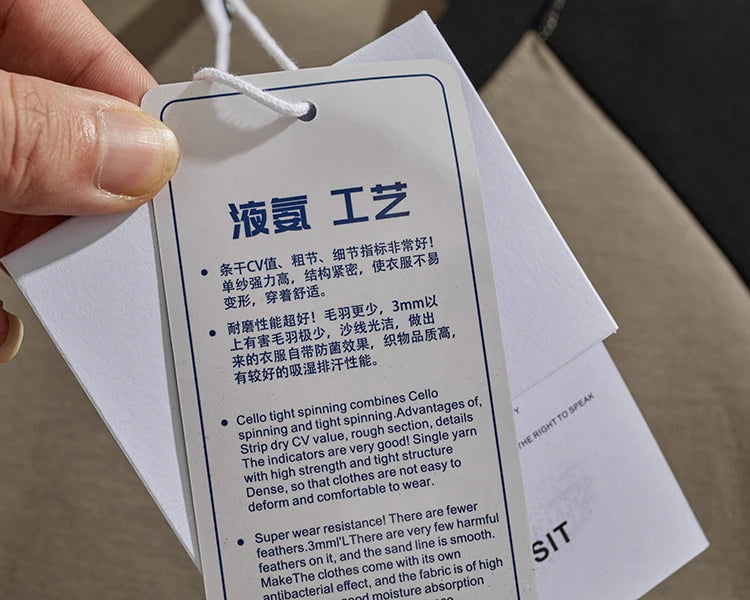 液氨 工艺
条干CV值、粗节、细节指标非常好!
单纱强力高,结构紧密,使衣服不易
变形,穿着舒适。
耐磨性能超好!毛羽更少,3mm以
上有害毛羽极少,沙线光洁,做出
来的衣服自带防菌效果,织物品质高,
有较好的吸湿排汗性能。
Cello tight spinning combines Cello
spinning and tight spinning.Advantages of,
Strip dry CV value, rough section, details
The indicators are very good! Single yarn
with high strength and tight structure
Dense, so that clothes are not easy to
deform and comfortable to wear.
Super wear resistance! There are fewer
feathers.3mml'LThere are very few harmful
feathers on it, and the sand line is smooth.
MakeThe clothes come with its own
antibacterial effect, and the fabric is of high
good moisture absorption
THE RIGHT TO SPEAK
SIT